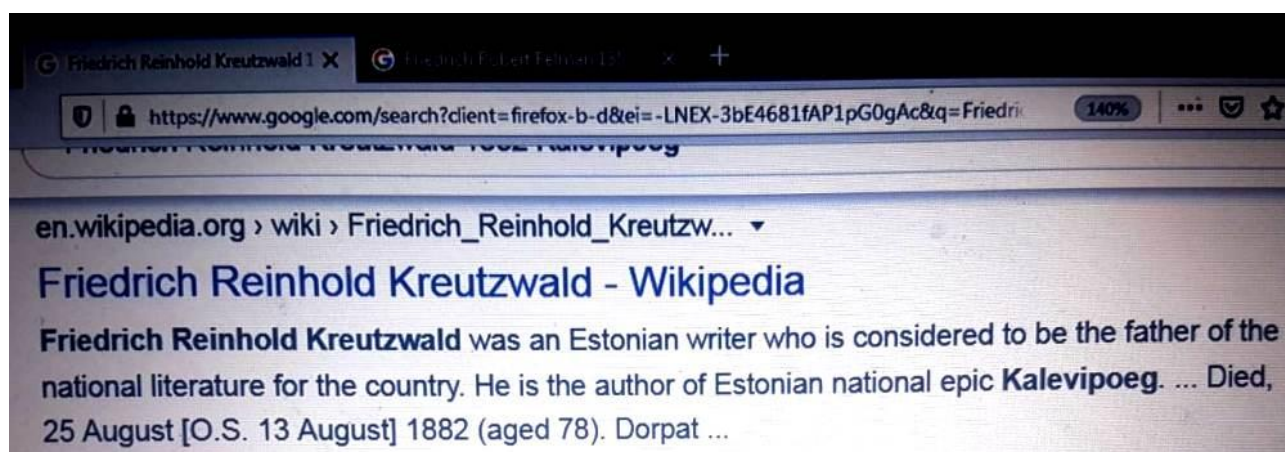 Friedrich Reinhold Kreutzwald 1
https://www.google.com/search?client=firefox-b-d&ei=-LNEX-3bE4681fAP1pG0gAc&q=Friedri
140%
en.wikipedia.org › wiki › Friedrich_Reinhold_Kreutzw...
Friedrich Reinhold Kreutzwald - Wikipedia
Friedrich Reinhold Kreutzwald was an Estonian writer who is considered to be the father of the
national literature for the country. He is the author of Estonian national epic Kalevipoeg. ... Died,
25 August [O.S. 13 August] 1882 (aged 78). Dorpat ...